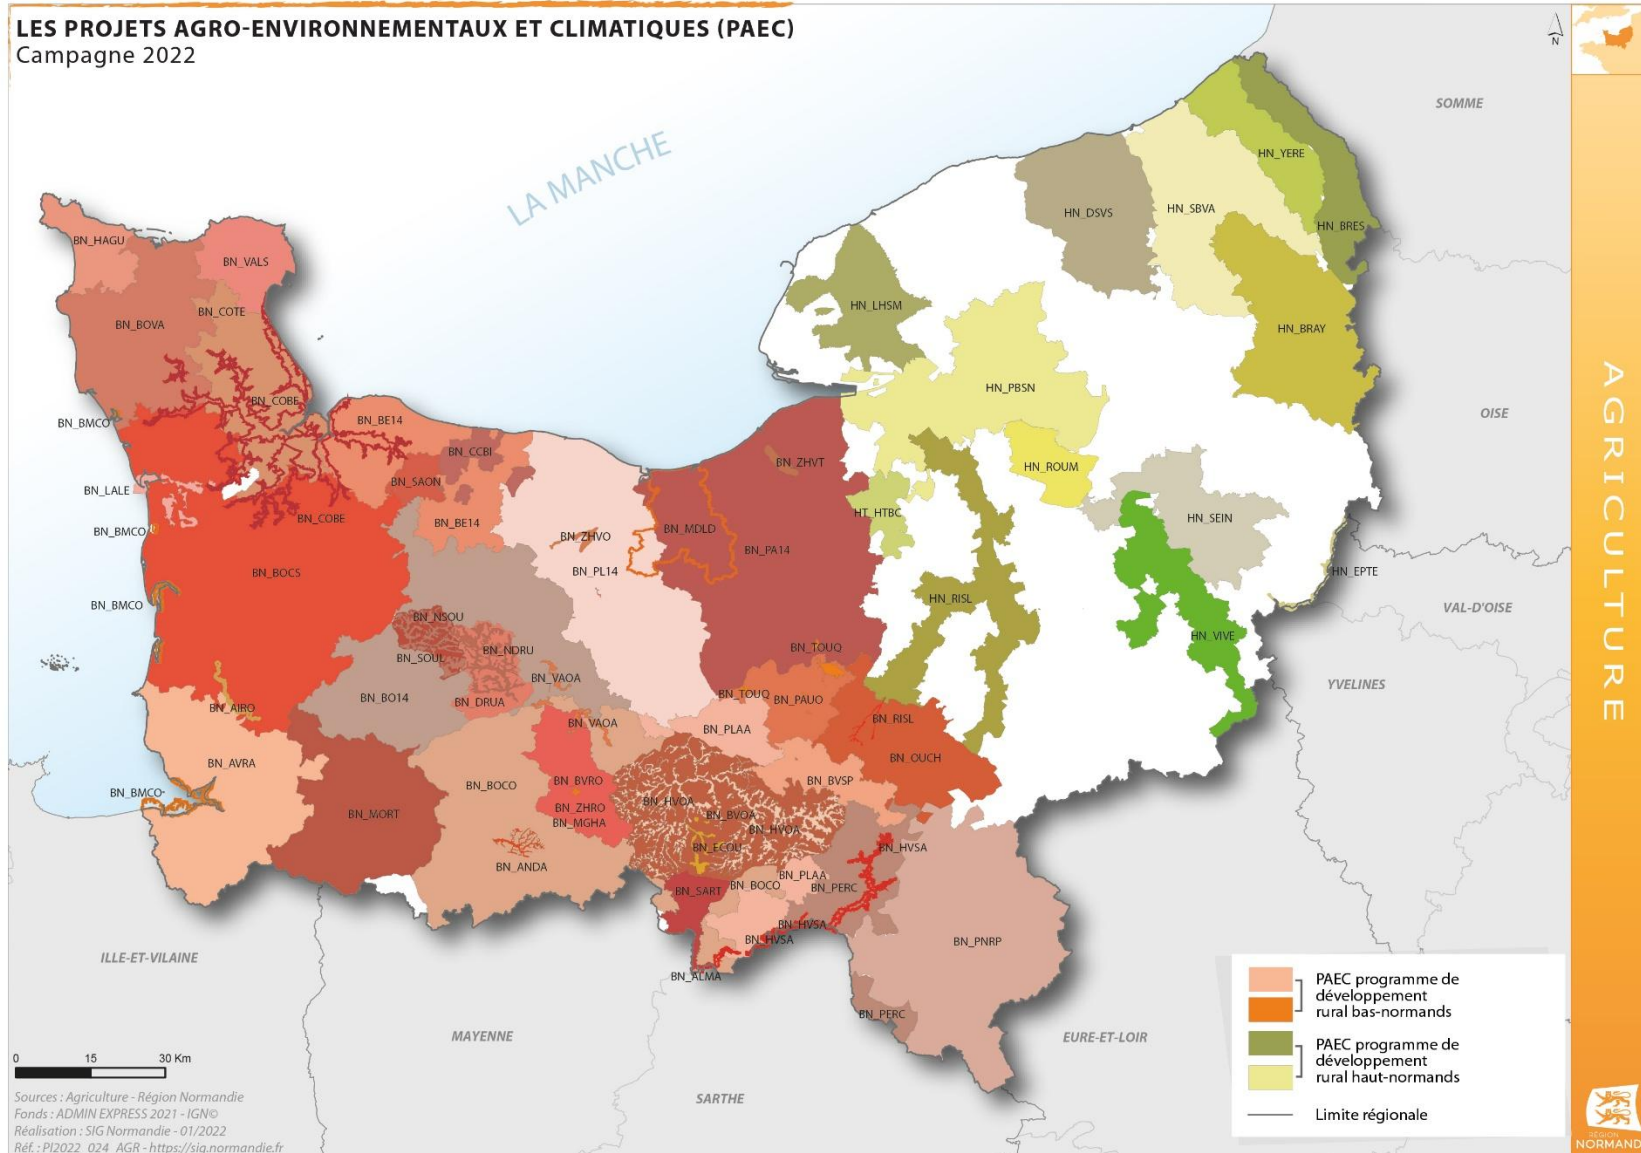 LES PROJETS AGRO-ENVIRONNEMENTAUX ET CLIMATIQUES (PAEC)
Campagne 2022
N
SOMME
LA MANCHE
HN_YERE
HN_DSVS
HN_SBVA
HN_BRES
BN_HAGU
BN_VALS
HN_LHSM
BN_COTE
BN_BOVA
HN_BRAY
HN_PBSN
BN_COBE
OISE
BN_BMCO
BN_BE14
BN_CCBI
BN_ZHVT
HN_ROUM
BN_SAON
BN_LALE
HT_HTBC
HN_SEIN
BN_COBE
BN_BE14
BN_MDLD
BN_BMCO
BN_ZHVO
BN_PA14
BN_BOCS
BN_PL14
HN_EPTE
BN_BMCO
HN_RISL
VAL-D'OISE
BN_NSOU
HN_VIVE
BN_NDRU
BN_TOUQ
BN_SOUL
BN_VAOA
YVELINES
BN_BO14
BN_DRUA
BN_TOUQ
BN_PAUO
BN_AIRO
BN_VAOA
BN_RISL
BN_PLAA
BN_AVRA
BN_OUCH
BN_BOCO
BN_BVRO
BN_BVSP
BN_BMCO
BN_HVOA
BN_ZHRO
BN_MORT
BN_MGHA
BN_BVOA
BN_HVOA
BN_ECOU
BN_HVSA
BN_ANDA
BN_PLAA
BN_SART
BN_BOCO
BN_PERC
BN_HVSA
BN_HVSA
BN_PNRP
ILLE-ET-VILAINE
BN_ALMA
BN_PERC
MAYENNE
EURE-ET-LOIR
SARTHE
PAEC programme de
développement
rural bas-normands
PAEC programme de
développement
rural haut-normands
Limite régionale
0 15 30 Km
Sources : Agriculture - Région Normandie
Fonds : ADMIN EXPRESS 2021 - IGN©
Réalisation : SIG Normandie - 01/2022
Réf. : PI2022_024_AGR - https://sig.normandie.fr
AGRICULTURE
RÉGION